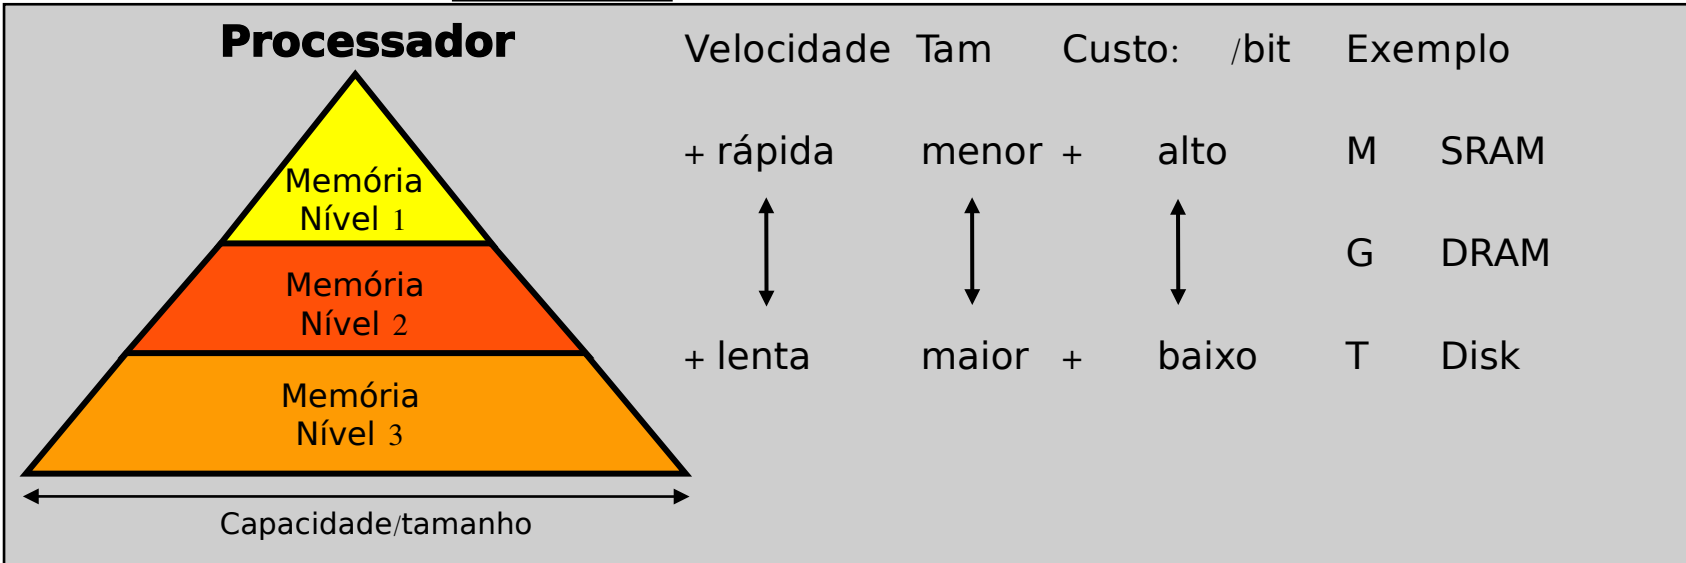 Processador
Memória
Nível 1
Memória
Nível 2
Memória
Nível 3
Capacidade/tamanho
Velocidade Tam Custo: /bit Exemplo
+ rápida menor + alto M SRAM
G DRAM
+ lenta maior + baixo T Disk